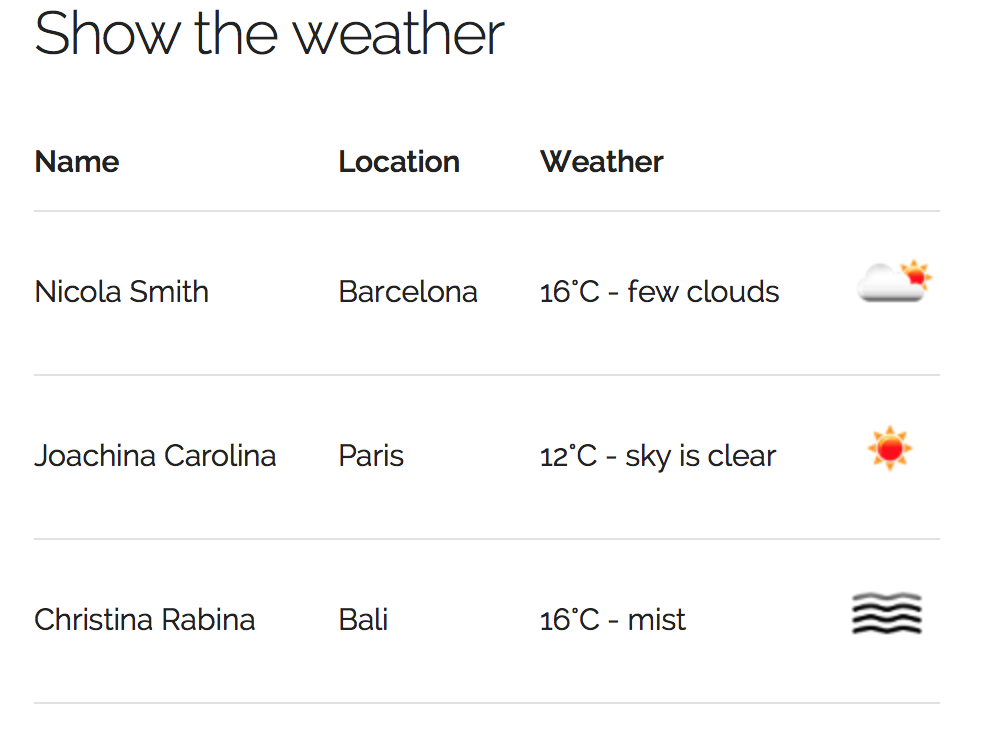 Show the weather
Name Location Weather
Nicola Smith Barcelona 16°C - few clouds
Joachina Carolina Paris 12°C - sky is clear
Christina Rabina Bali 16°C - mist